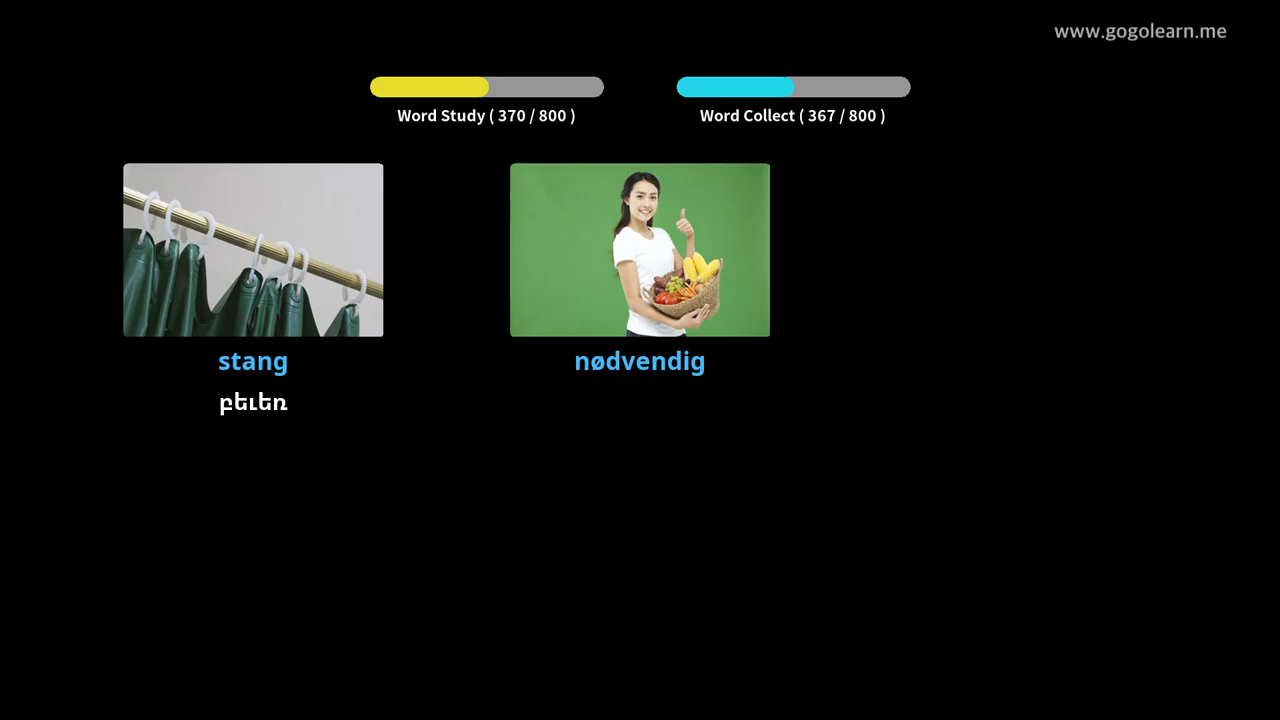 www.gogolearn.me
Word Study ( 370 / 800 )
Word Collect ( 367 / 800 )
stang
nødvendig
բեւեռ